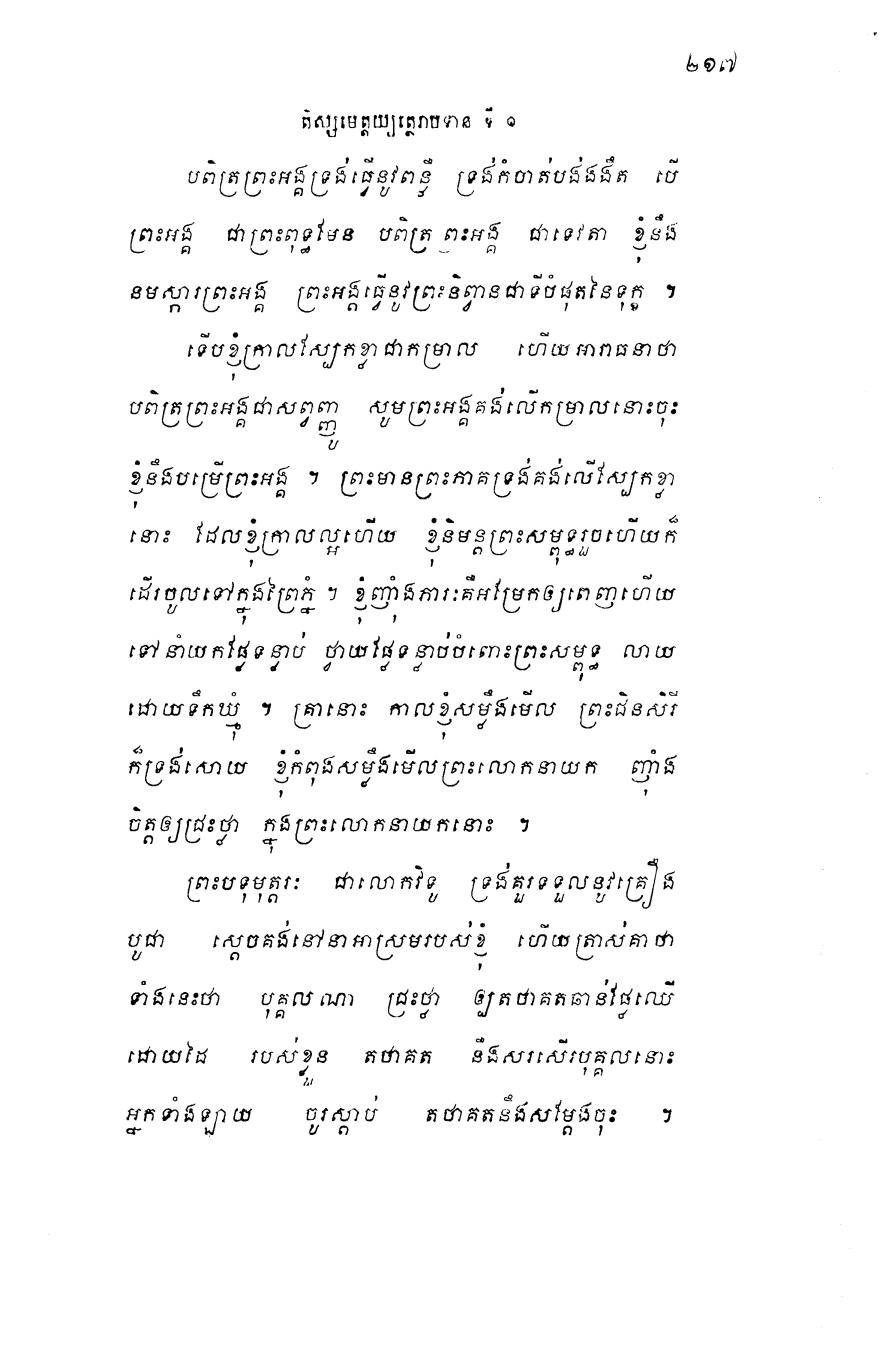 ២១៧
តិស្សមេត្តយ្យត្ថេរាបទាន ទី ១
បពិត្រព្រះអង្គទ្រង់ធ្វើនូវពន្លឺ ទ្រង់កំចាត់បង់ងងឹត បើ
ព្រះអង្គ ជាព្រះពុទ្ធមែន បពិត្រ ព្រះអង្គ ជាទេវតា ខ្ញុំនឹង
នមស្ការព្រះអង្គ ព្រះអង្គធ្វើនូវព្រះនិព្វានជាទីបំផុតនៃទុក្ខ ។
ទើបខ្ញុំក្រាលស្បែកខ្លាជាកម្រាល ហើយអារាធនាថា
បពិត្រព្រះអង្គជាសព្វញ្ញូ សូមព្រះអង្គគង់លើកម្រាលនោះចុះ
ខ្ញុំនឹងបម្រើព្រះអង្គ ។ ព្រះមានព្រះភាគទ្រង់គង់លើស្បែកខ្លា
នោះ ដែលខ្ញុំក្រាលល្អហើយ ខ្ញុំនិមន្តព្រះសម្ពុទ្ធរួចហើយក៏
ដើរចូលទៅក្នុងព្រៃភ្នំ ។ ខ្ញុំញ៉ាំងភារៈគឺអម្រែកឲ្យពេញហើយ
ទៅនាំយកផ្លែទន្លាប់ ថ្វាយផ្លែទន្លាប់ចំពោះព្រះសម្ពុទ្ធ លាយ
ដោយទឹកឃ្មុំ ។ គ្រានោះ កាលខ្ញុំសម្លឹងមើល ព្រះជិនសិរី
ក៏ទ្រង់សោយ ខ្ញុំកំពុងសម្លឹងមើលព្រះលោកនាយក ញ៉ាំង
ចិត្តឲ្យជ្រះថ្លា ក្នុងព្រះលោកនាយកនោះ ។
ព្រះបទុមុត្តរៈ ជាលោកវិទូ ទ្រង់គួរទទួលនូវគ្រឿង
បូជា ស្តេចគង់នៅនាអាស្រមរបស់ខ្ញុំ ហើយត្រាស់គាថា
ទាំងនេះថា បុគ្គលណា ជ្រះថ្លា ឲ្យតថាគតឆាន់ផ្លែឈើ
ដោយដៃ របស់ខ្លួន តថាគត នឹងសរសើរបុគ្គលនោះ
អ្នកទាំងឡាយ ចូរស្តាប់ តថាគតនឹងសម្តែងចុះ ។